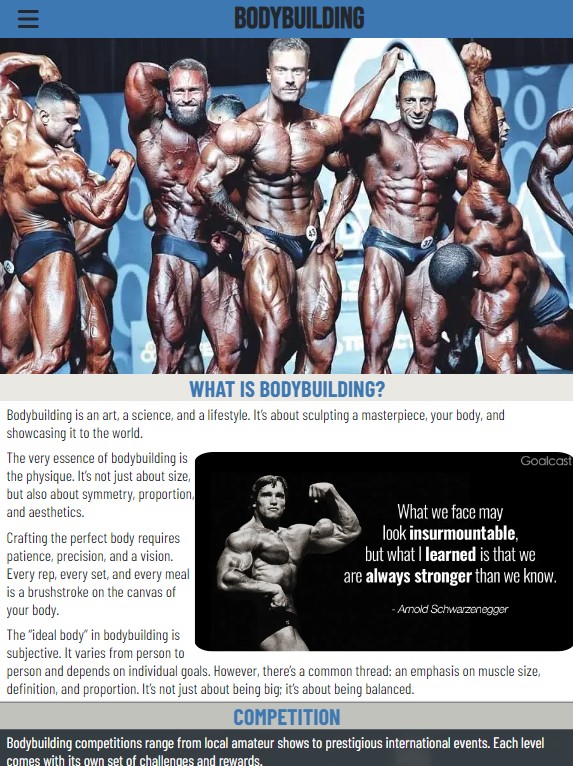 BODYBUILDING
WHAT IS BODYBUILDING?
Bodybuilding is an art, a science, and a lifestyle. It's about sculpting a masterpiece, your body, and
showcasing it to the world.
The very essence of bodybuilding is
the physique. It's not just about size,
but also about symmetry, proportion,
and aesthetics.
Crafting the perfect body requires
patience, precision, and a vision.
Every rep, every set, and every meal
is a brushstroke on the canvas of
your body.
Goalcast
What we face may
look insurmountable,
but what I learned is that we
are always stronger than we know.
- Arnold Schwarzenegger
The "ideal body" in bodybuilding is
subjective. It varies from person to
person and depends on individual goals. However, there's a common thread: an emphasis on muscle size,
definition, and proportion. It's not just about being big; it's about being balanced.
COMPETITION
Bodybuilding competitions range from local amateur shows to prestigious international events. Each level
comes with its own set of challenges and rewards.